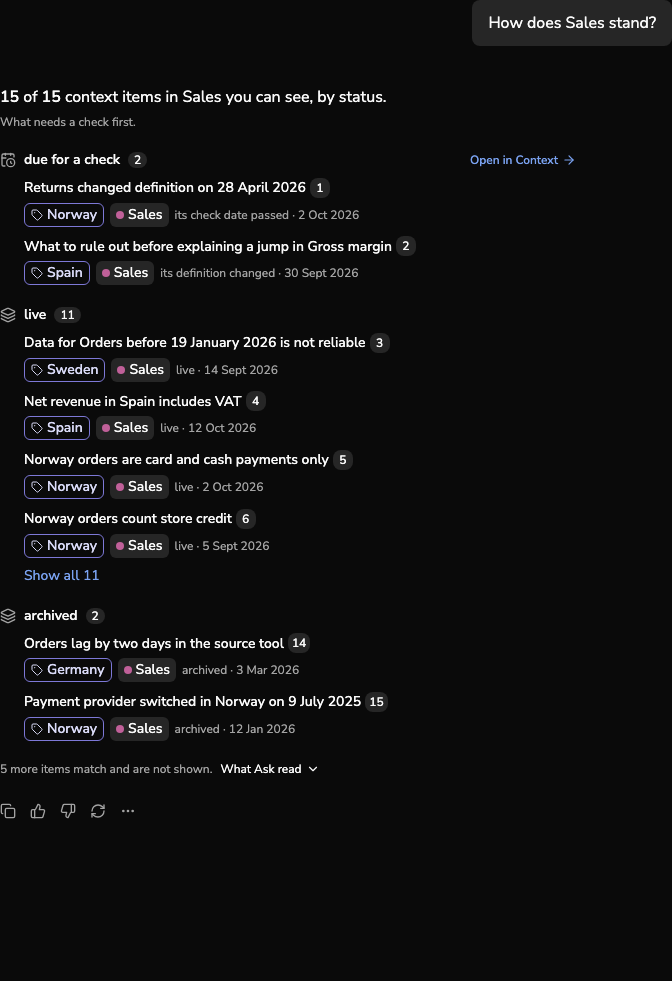 How does Sales stand?
15 of 15 context items in Sales you can see, by status.
What needs a check first.
due for a check 2 Open in Context →
Returns changed definition on 28 April 2026 1
Norway Sales its check date passed · 2 Oct 2026
What to rule out before explaining a jump in Gross margin 2
Spain Sales its definition changed · 30 Sept 2026
live 11
Data for Orders before 19 January 2026 is not reliable 3
Sweden Sales live · 14 Sept 2026
Net revenue in Spain includes VAT 4
Spain Sales live · 12 Oct 2026
Norway orders are card and cash payments only 5
Norway Sales live · 2 Oct 2026
Norway orders count store credit 6
Norway Sales live · 5 Sept 2026
Show all 11
archived 2
Orders lag by two days in the source tool 14
Germany Sales archived · 3 Mar 2026
Payment provider switched in Norway on 9 July 2025 15
Norway Sales archived · 12 Jan 2026
5 more items match and are not shown. What Ask read